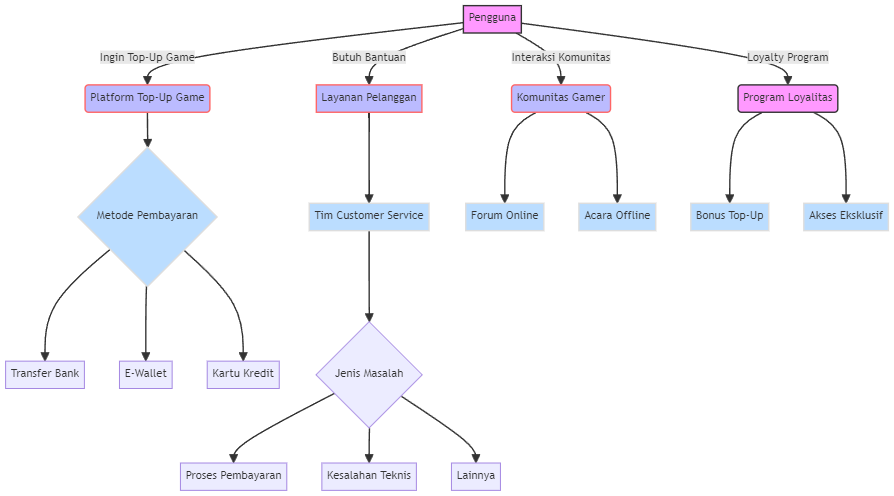 Pengguna
Ingin Top-Up Game
Butuh Bantuan
Interaksi Komunitas
Loyalty Program
Platform Top-Up Game
Layanan Pelanggan
Komunitas Gamer
Program Loyalitas
Metode Pembayaran
Tim Customer Service
Forum Online
Acara Offline
Bonus Top-Up
Akses Eksklusif
Transfer Bank
E-Wallet
Kartu Kredit
Jenis Masalah
Proses Pembayaran
Kesalahan Teknis
Lainnya